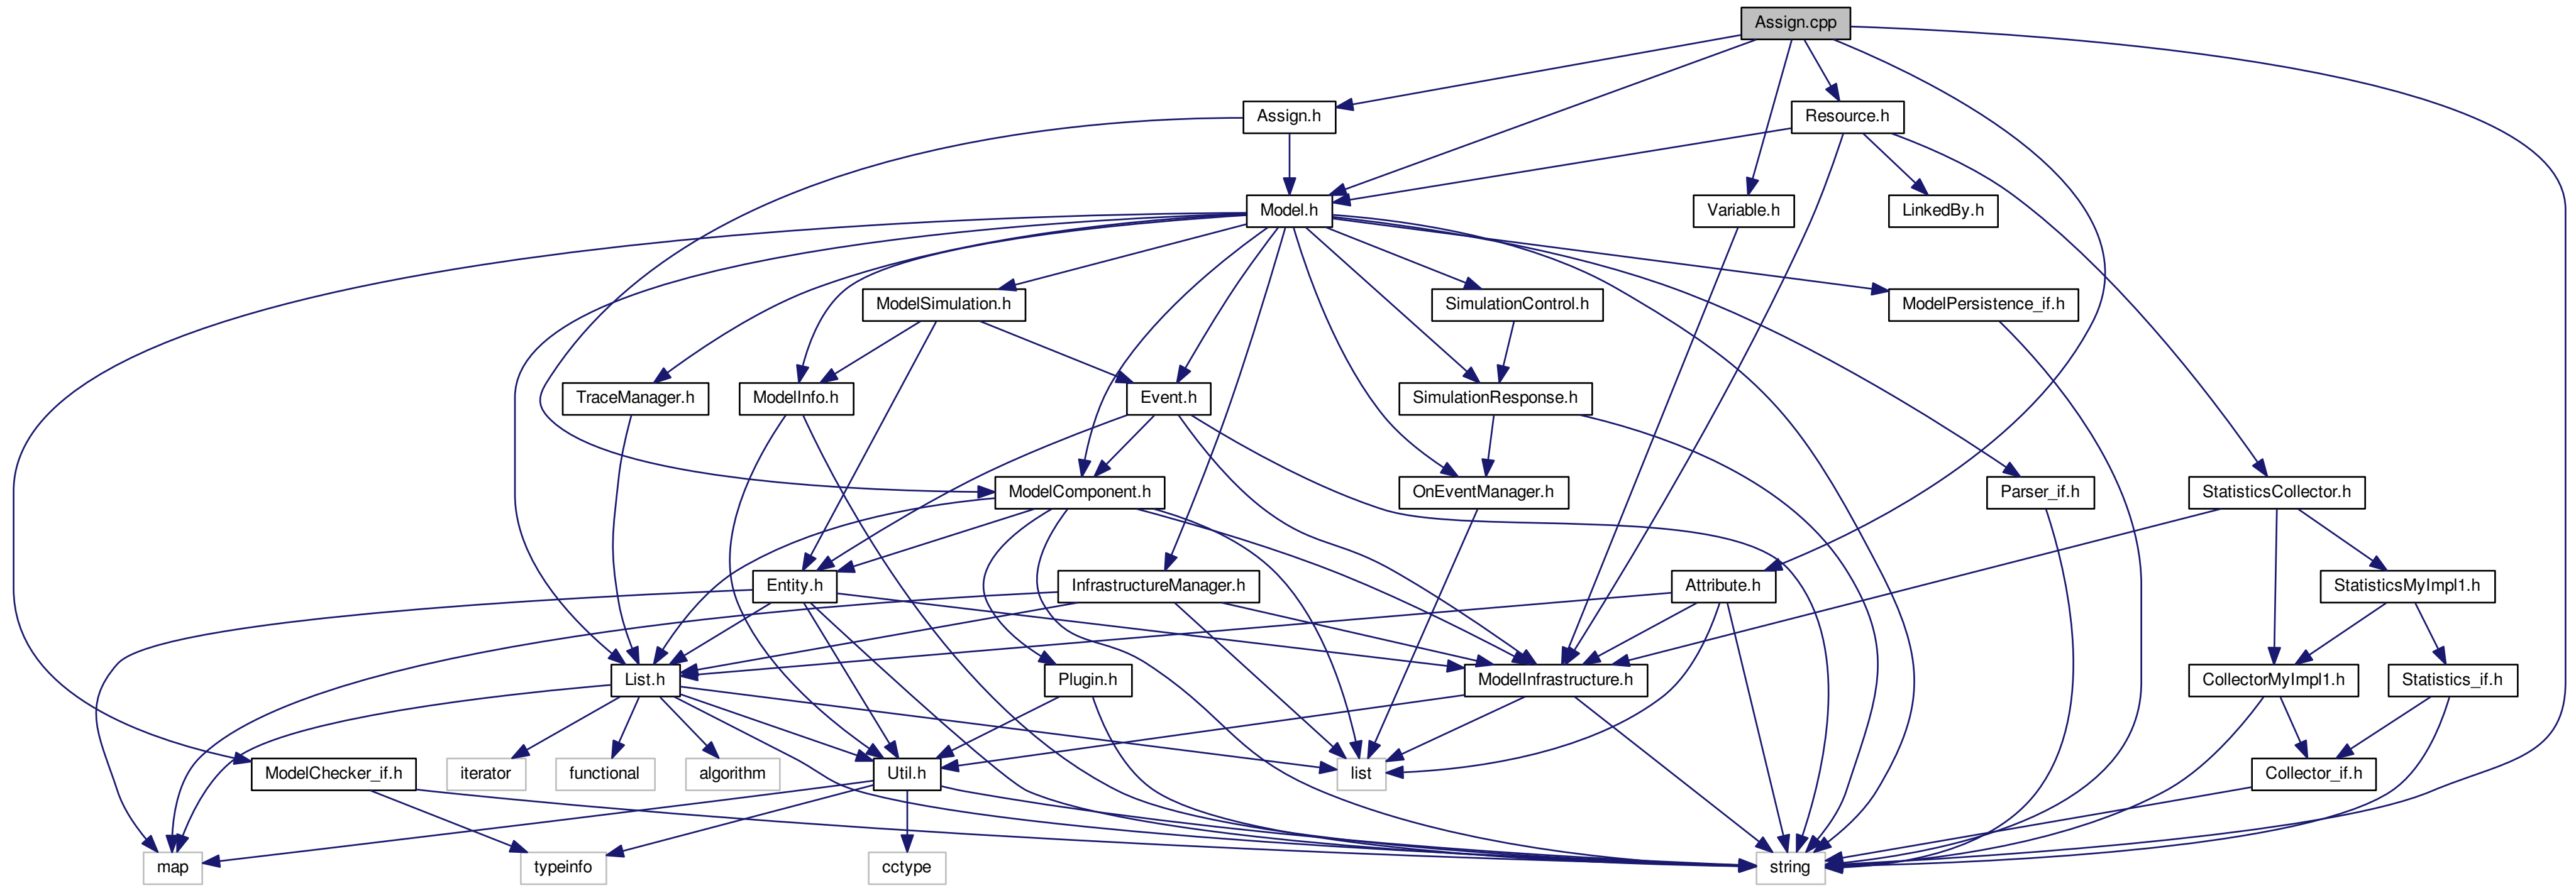 Assign.cpp
Assign.h
Resource.h
Model.h
Variable.h
LinkedBy.h
ModelSimulation.h
SimulationControl.h
ModelPersistence_if.h
TraceManager.h
ModelInfo.h
Event.h
SimulationResponse.h
ModelComponent.h
OnEventManager.h
Parser_if.h
StatisticsCollector.h
Entity.h
InfrastructureManager.h
Attribute.h
StatisticsMyImpl1.h
List.h
Plugin.h
ModelInfrastructure.h
CollectorMyImpl1.h
Statistics_if.h
ModelChecker_if.h
iterator
functional
algorithm
Util.h
list
Collector_if.h
map
typeinfo
cctype
string